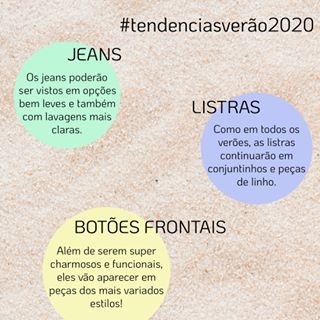 #tendenciasverão2020
JEANS
Os jeans poderão
ser vistos em opções
bem leves e também
com lavagens mais
claras.
LISTRAS
Como em todos os
verões, as listras
continuarão em
conjuntinhos e peças
de linho.
BOTÕES FRONTAIS
Além de serem super
charmosos e funcionais,
eles vão aparecer em
peças dos mais variados
estilos!